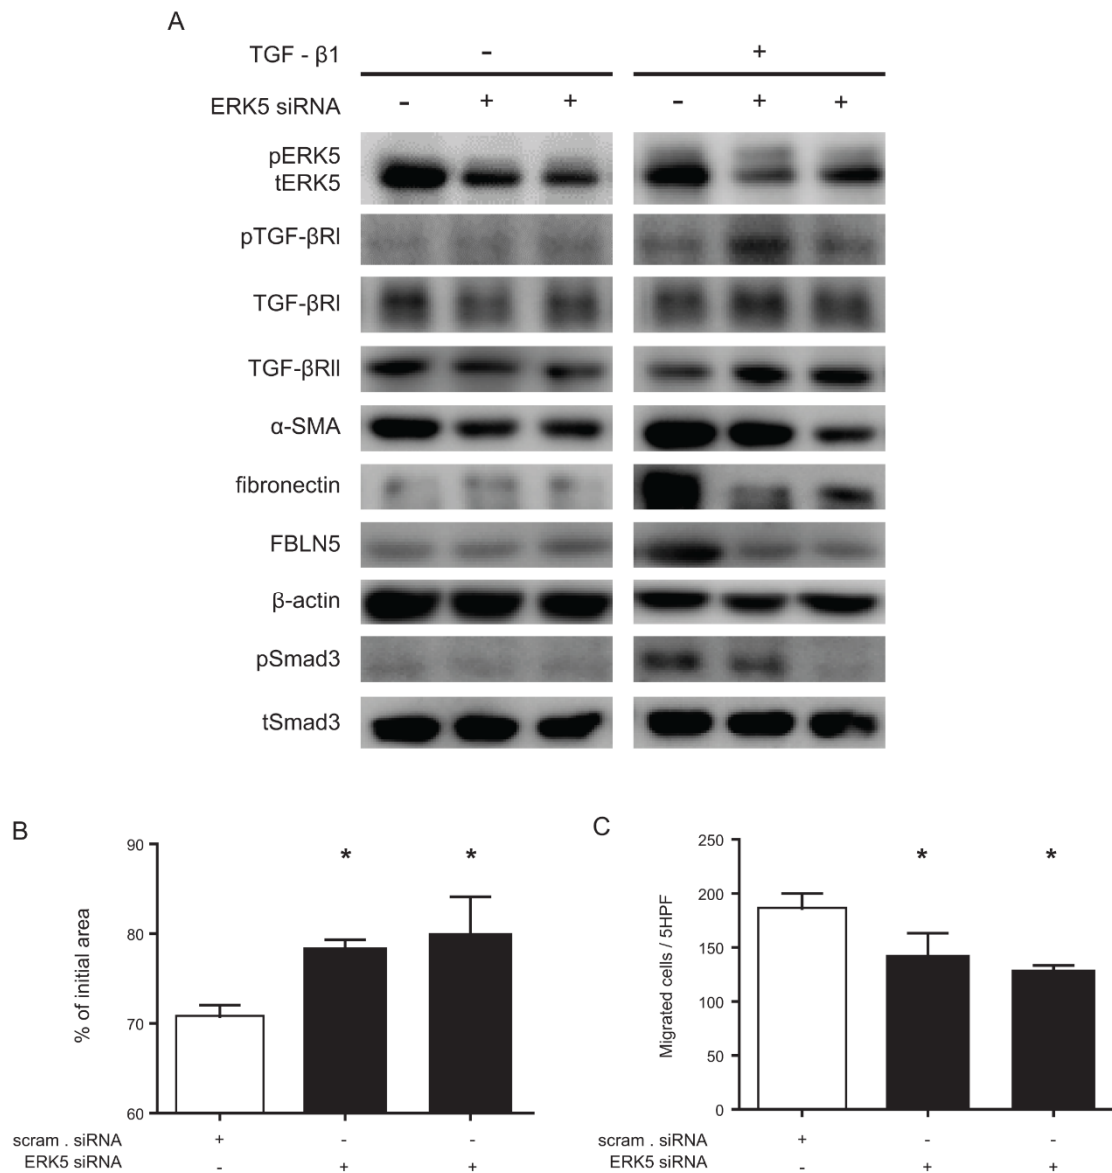 A
TGF - β1 - +
ERK5 siRNA - + + - + +
pERK5
tERK5
pTGF-βRI
TGF-βRI
TGF-βRII
α-SMA
fibronectin
FBLN5
β-actin
pSmad3
tSmad3
B
% of initial area
90
80
70
60
* *
scram . siRNA + - -
ERK5 siRNA - + +
C
Migrated cells / 5HPF
250
200
150
100
50
0
* *
scram . siRNA + - -
ERK5 siRNA - + +